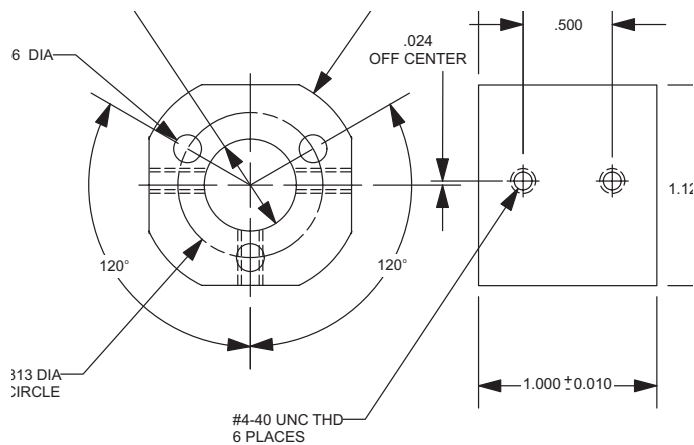 6 DIA
.024
OFF CENTER
.500
1.12
120°
120°
313 DIA
CIRCLE
1.000 ±0.010
#4-40 UNC THD
6 PLACES